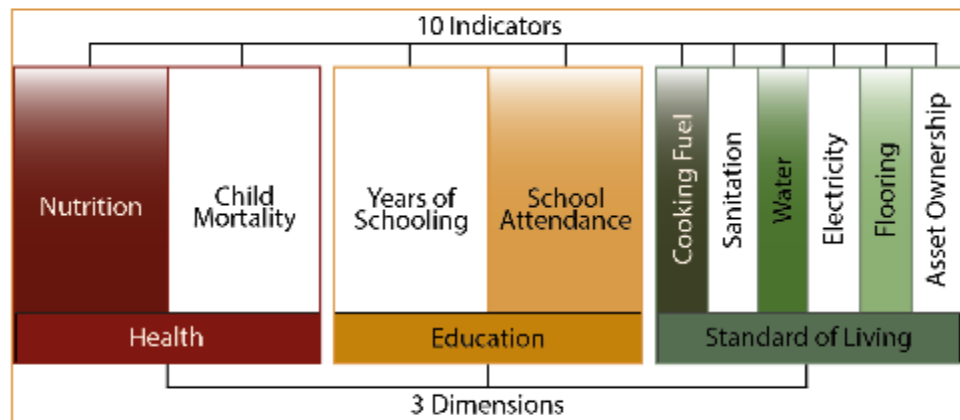 10 Indicators
Nutrition
Child
Mortality
Years of
Schooling
School
Attendance
Cooking Fuel
Sanitation
Water
Electricity
Flooring
Asset Ownership
Health
Education
Standard of Living
3 Dimensions